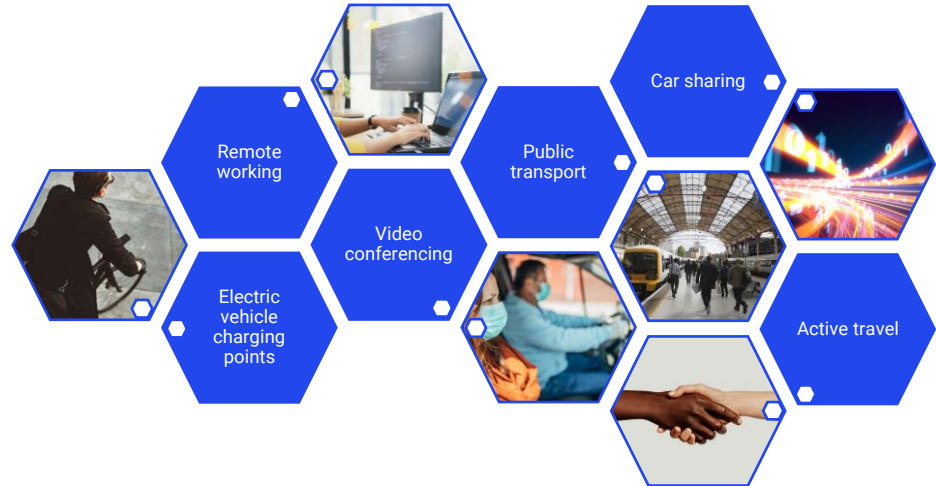 Car sharing
Remote
working
Public
transport
Video
conferencing
Electric
vehicle
charging
points
Active travel